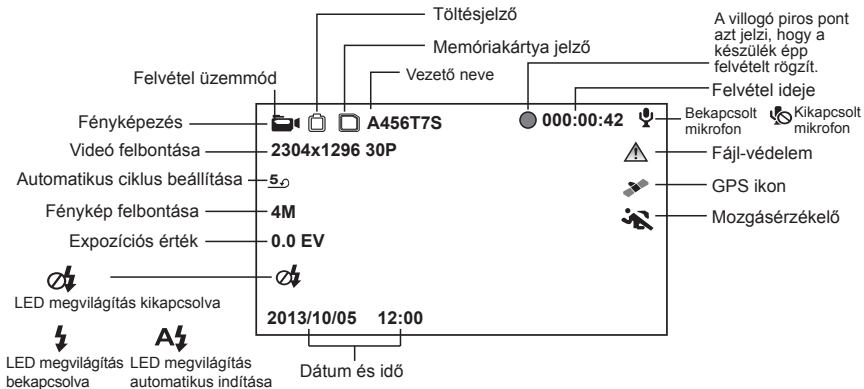 Töltésjelző
Memóriakártya jelző
Vezető neve
Felvétel üzemmód
A villogó piros pont
azt jelzi, hogy a
készülék épp
felvételt rögzít.
Felvétel ideje
Bekapcsolt
mikrofon
Kikapcsolt
mikrofon
Fényképezés
A456T7S
000:00:42
Videó felbontása
2304x1296 30P
Fájl-védelem
Automatikus ciklus beállítása
5
GPS ikon
Fénykép felbontása
4M
Mozgásérzékelő
Expozíciós érték
0.0 EV
LED megvilágítás kikapcsolva
2013/10/05 12:00
A
LED megvilágítás
bekapcsolva
LED megvilágítás
automatikus indítása
Dátum és idő